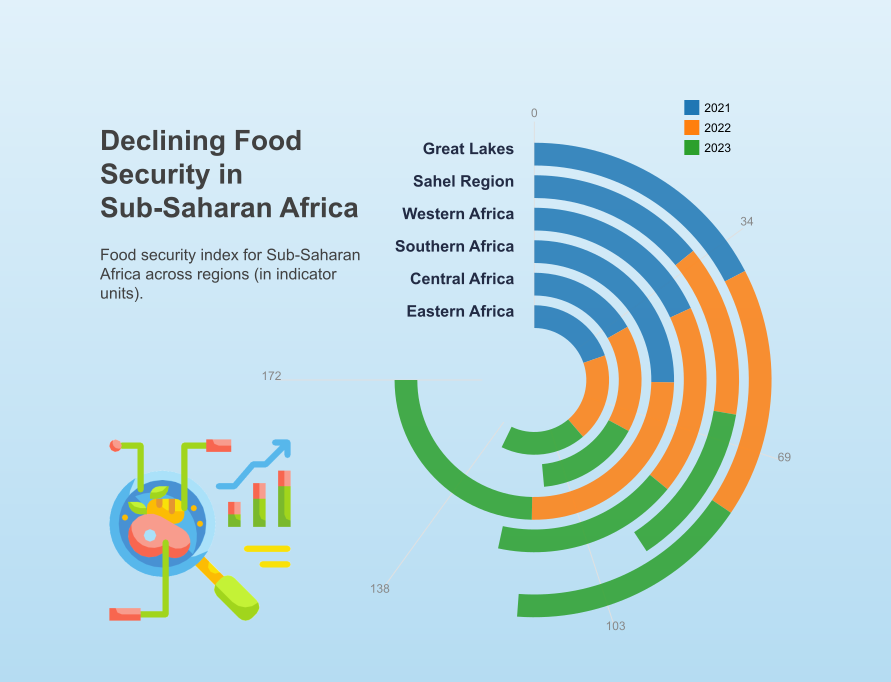 0
2021
2022
2023
Declining Food
Security in
Sub-Saharan Africa
Food security index for Sub-Saharan
Africa across regions (in indicator
units).
Great Lakes
Sahel Region
Western Africa
Southern Africa
Central Africa
Eastern Africa
34
172
69
138
103